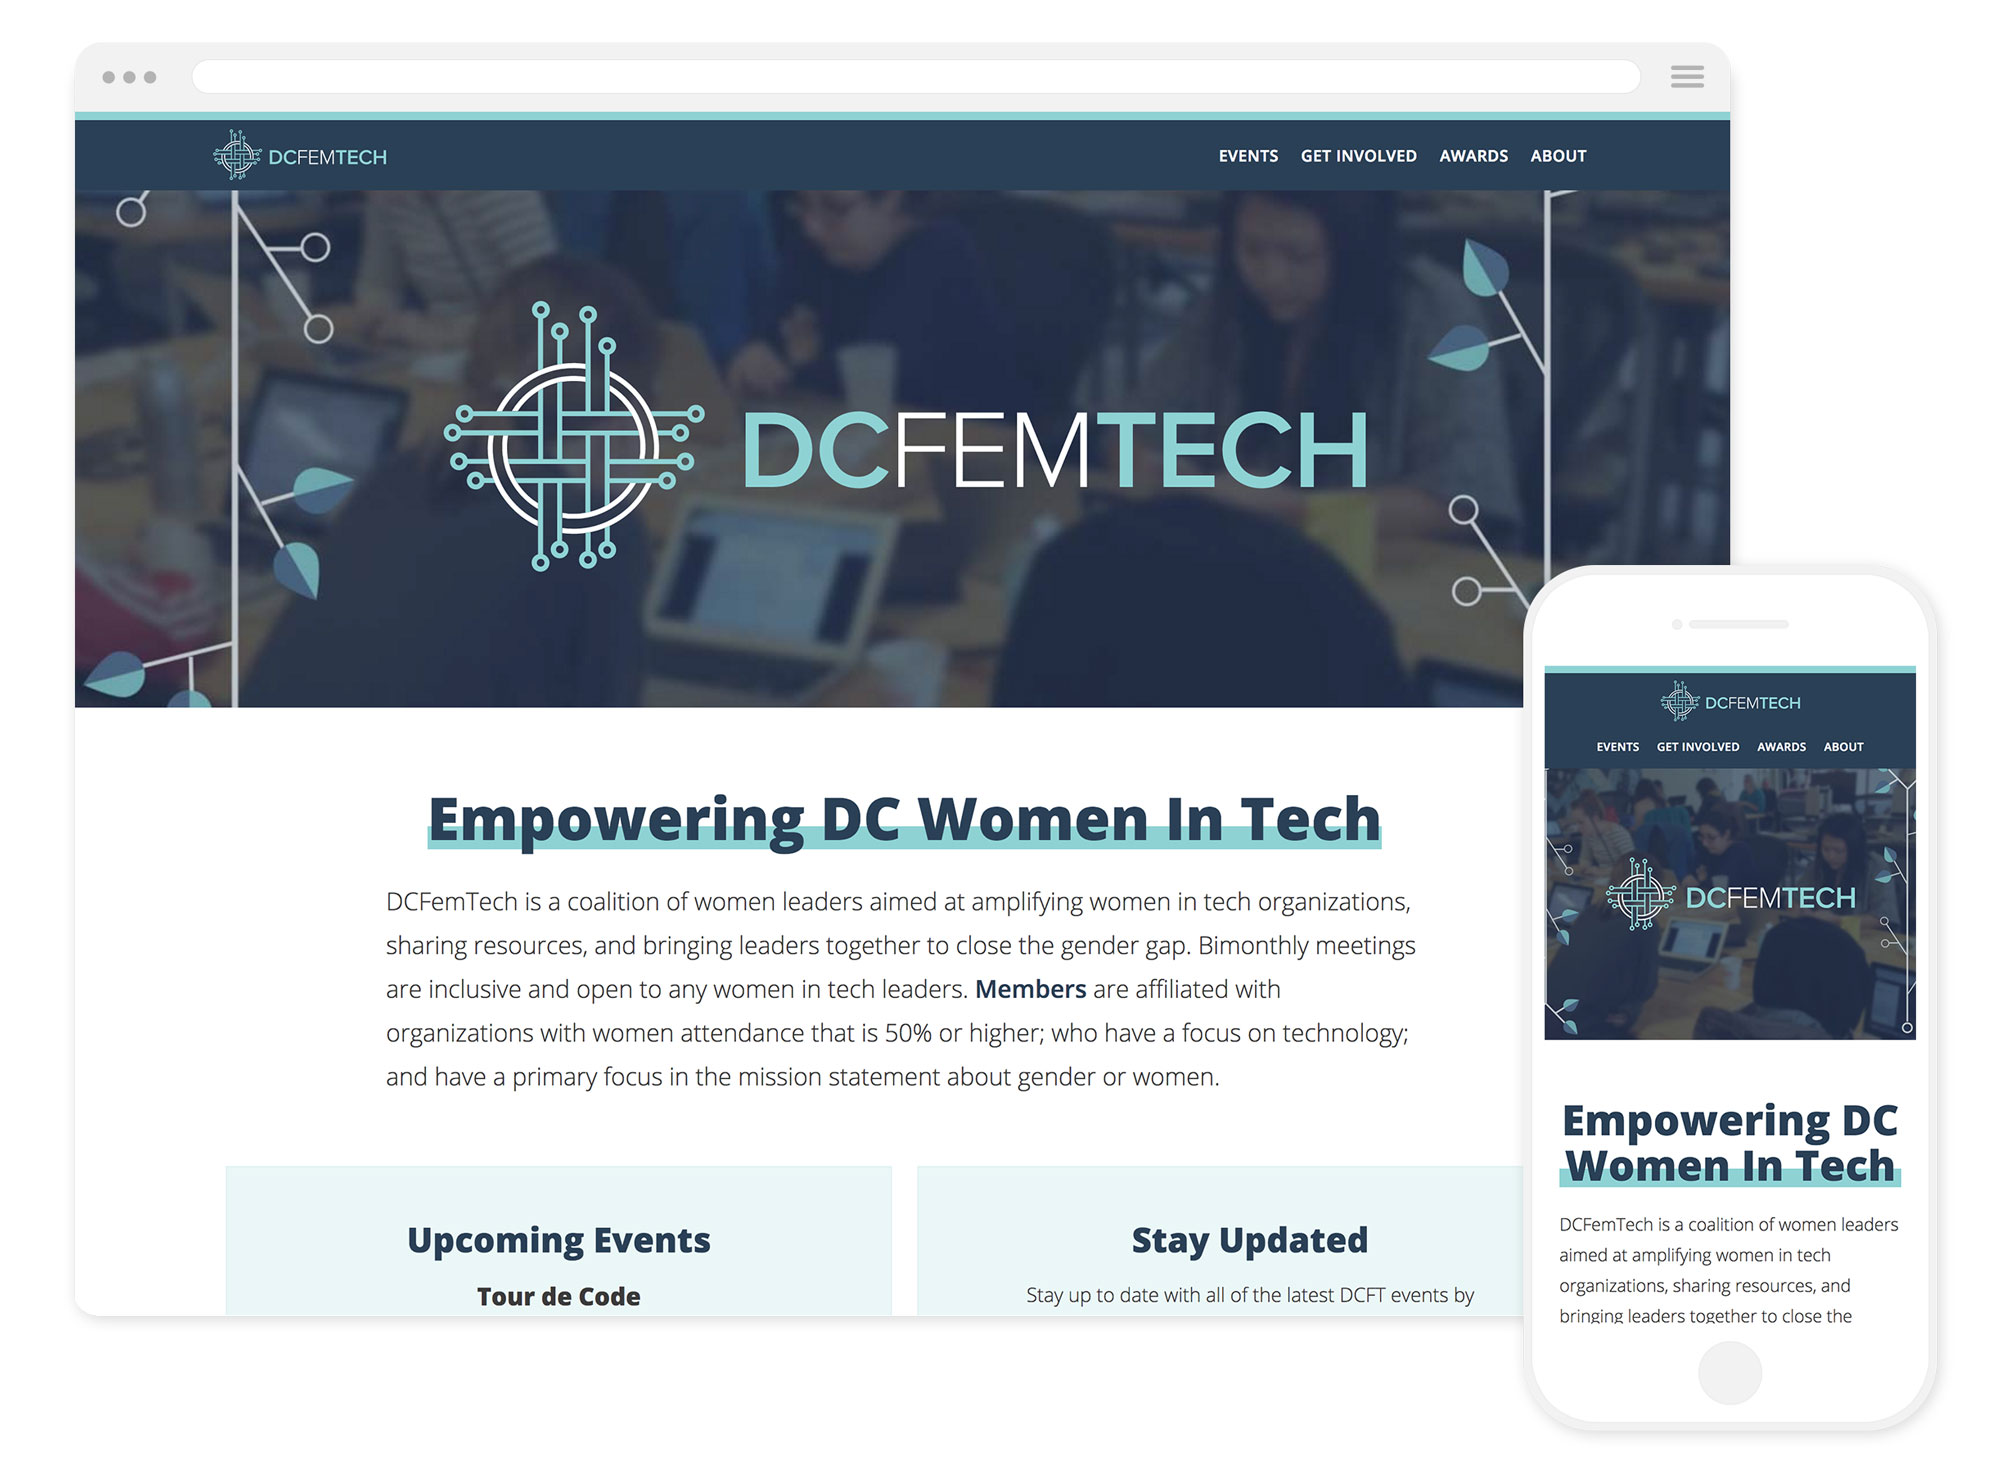 DCFEMTECH
EVENTS GET INVOLVED AWARDS ABOUT
DCFEMTECH
Empowering DC Women In Tech
DCFemTech is a coalition of women leaders aimed at amplifying women in tech organizations,
sharing resources, and bringing leaders together to close the gender gap. Bimonthly meetings
are inclusive and open to any women in tech leaders. Members are affiliated with
organizations with women attendance that is 50% or higher; who have a focus on technology;
and have a primary focus in the mission statement about gender or women.
Upcoming Events
Tour de Code
Stay Updated
Stay up to date with all of the latest DCFT events by
DCFEMTECH
EVENTS GET INVOLVED AWARDS ABOUT
DCFEMTECH
Empowering DC
Women In Tech
DCFemTech is a coalition of women leaders
aimed at amplifying women in tech
organizations, sharing resources, and
bringing leaders together to close the